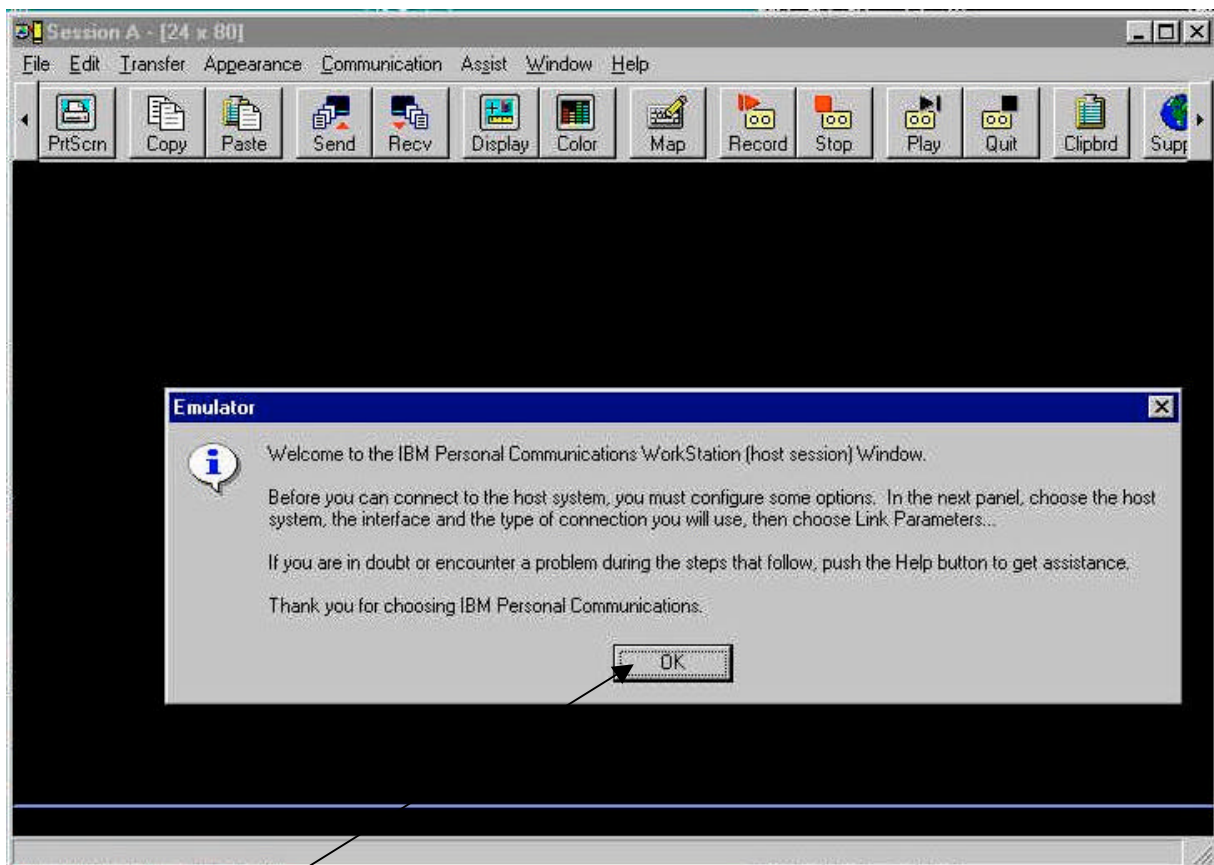 Session A - [24 x 80]
File Edit Transfer Appearance Communication Assist Window Help
PrtScrn Copy Paste Send Recv Display Color Map Record Stop Play Quit Clipbrd Supp
Emulator
Welcome to the IBM Personal Communications WorkStation (host session) Window.
Before you can connect to the host system, you must configure some options. In the next panel, choose the host
system, the interface and the type of connection you will use, then choose Link Parameters...
If you are in doubt or encounter a problem during the steps that follow, push the Help button to get assistance.
Thank you for choosing IBM Personal Communications.
OK